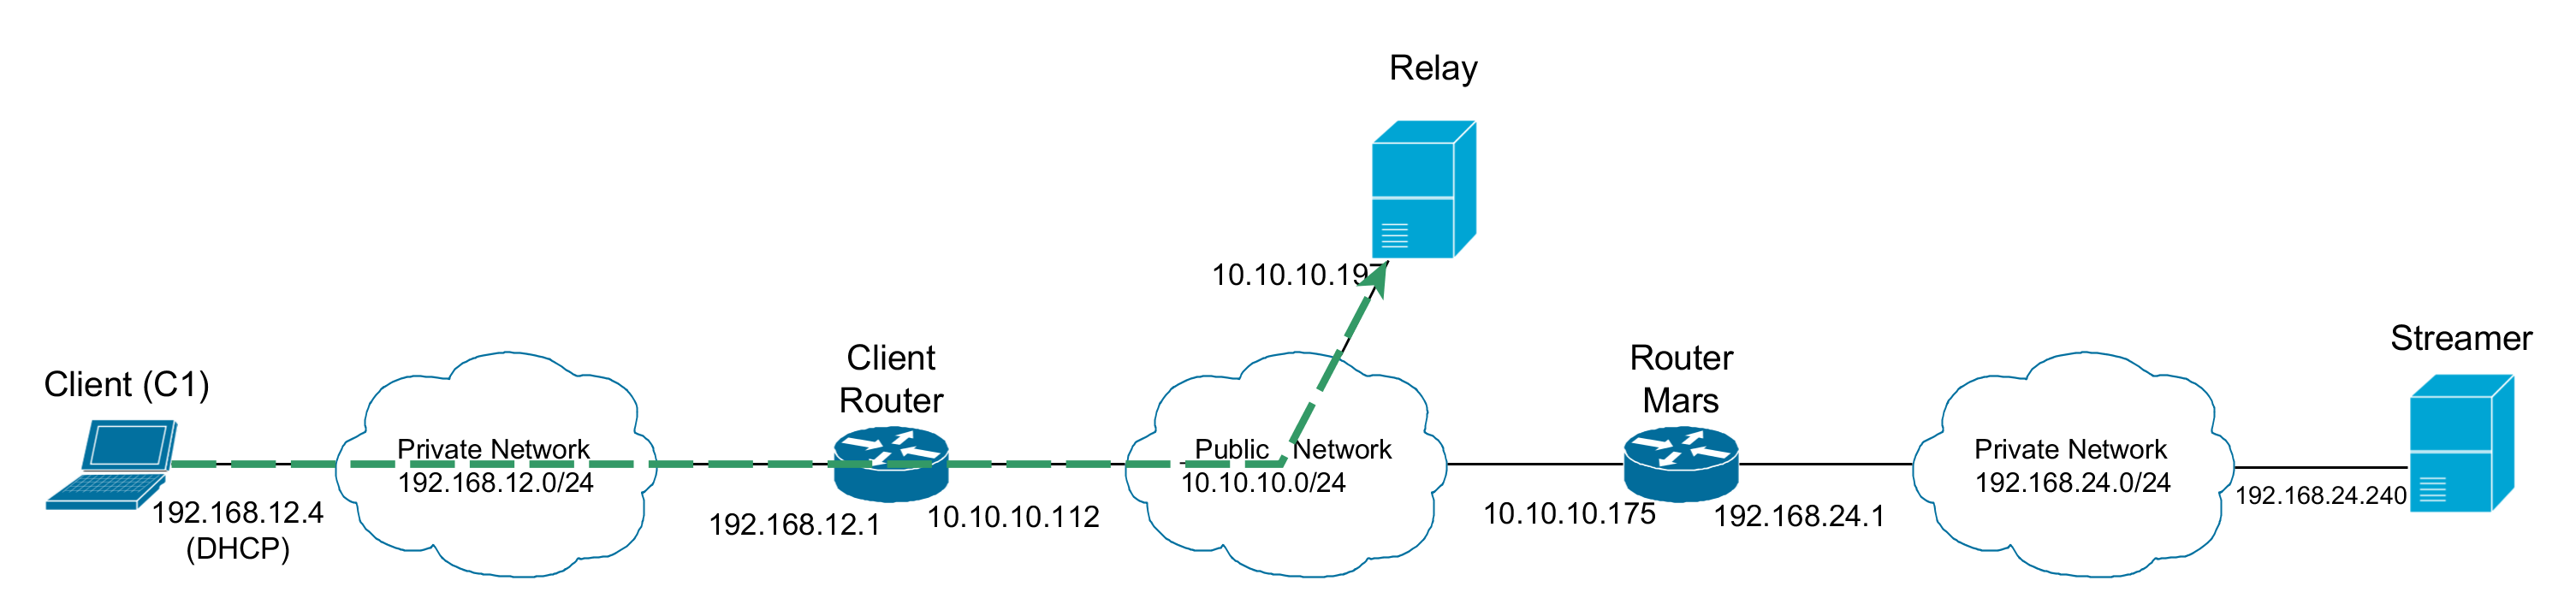 Relay
10.10.10.197
Streamer
Client (C1)
Client
Router
Router
Mars
Private Network
192.168.12.0/24
Public Network
10.10.10.0/24
Private Network
192.168.24.0/24
192.168.12.4
(DHCP)
192.168.12.1
10.10.10.112
10.10.10.175
192.168.24.1
192.168.24.240